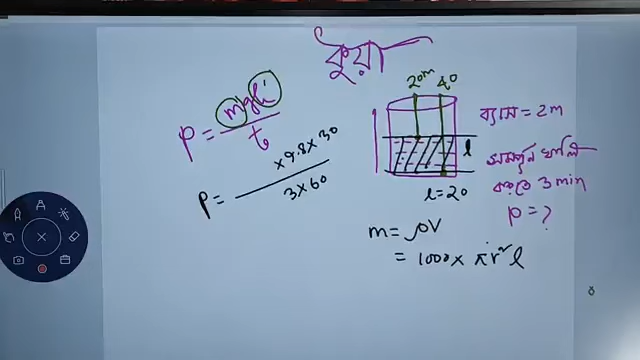 কুয়া
P = mgh / t
P = ×9.8×30 / 3×60
20m 40
l
l=20
ব্যাস = 2m
সম্পূর্ন খালি
করতে 3 min
P = ?
m = ρV
= 1000 × πr²l